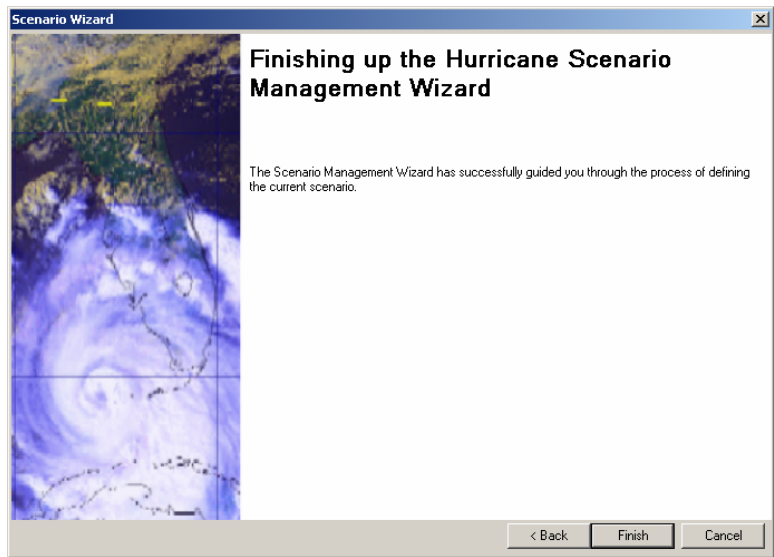 Scenario Wizard
Finishing up the Hurricane Scenario
Management Wizard
The Scenario Management Wizard has successfully guided you through the process of defining
the current scenario.
< Back
Finish
Cancel